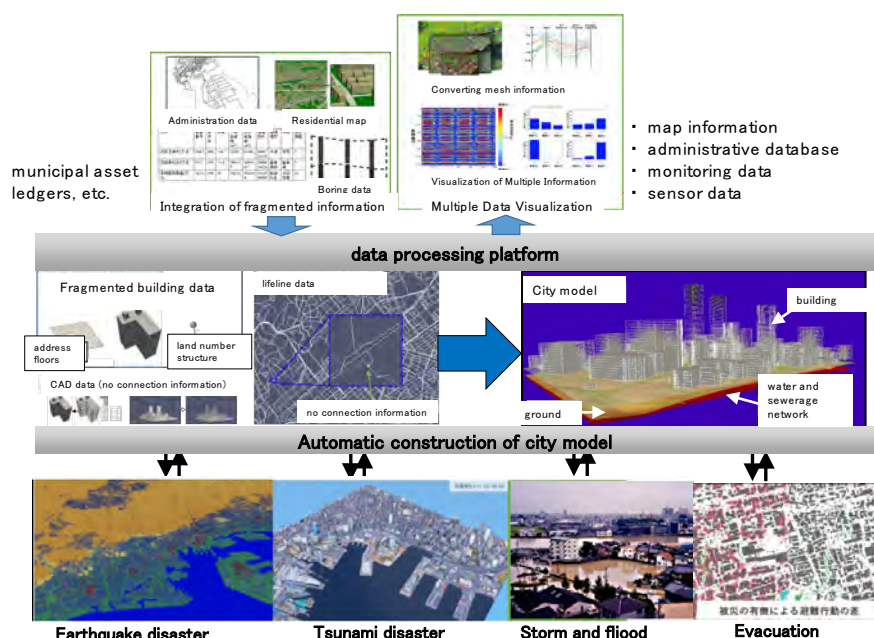 Administration data
Residential map
Boring data
Integration of fragmented information
Converting mesh information
Visualization of Multiple Information
Multiple Data Visualization
municipal asset
ledgers, etc.
・ map information
・ administrative database
・ monitoring data
・ sensor data
data processing platform
Fragmented building data
address
floors
land number
structure
CAD data (no connection information)
lifeline data
no connection information
City model
building
ground
water and
sewerage
network
Automatic construction of city model
被災の有無による避難行動の差
Earthquake disaster
Tsunami disaster
Storm and fliood
Evacuation